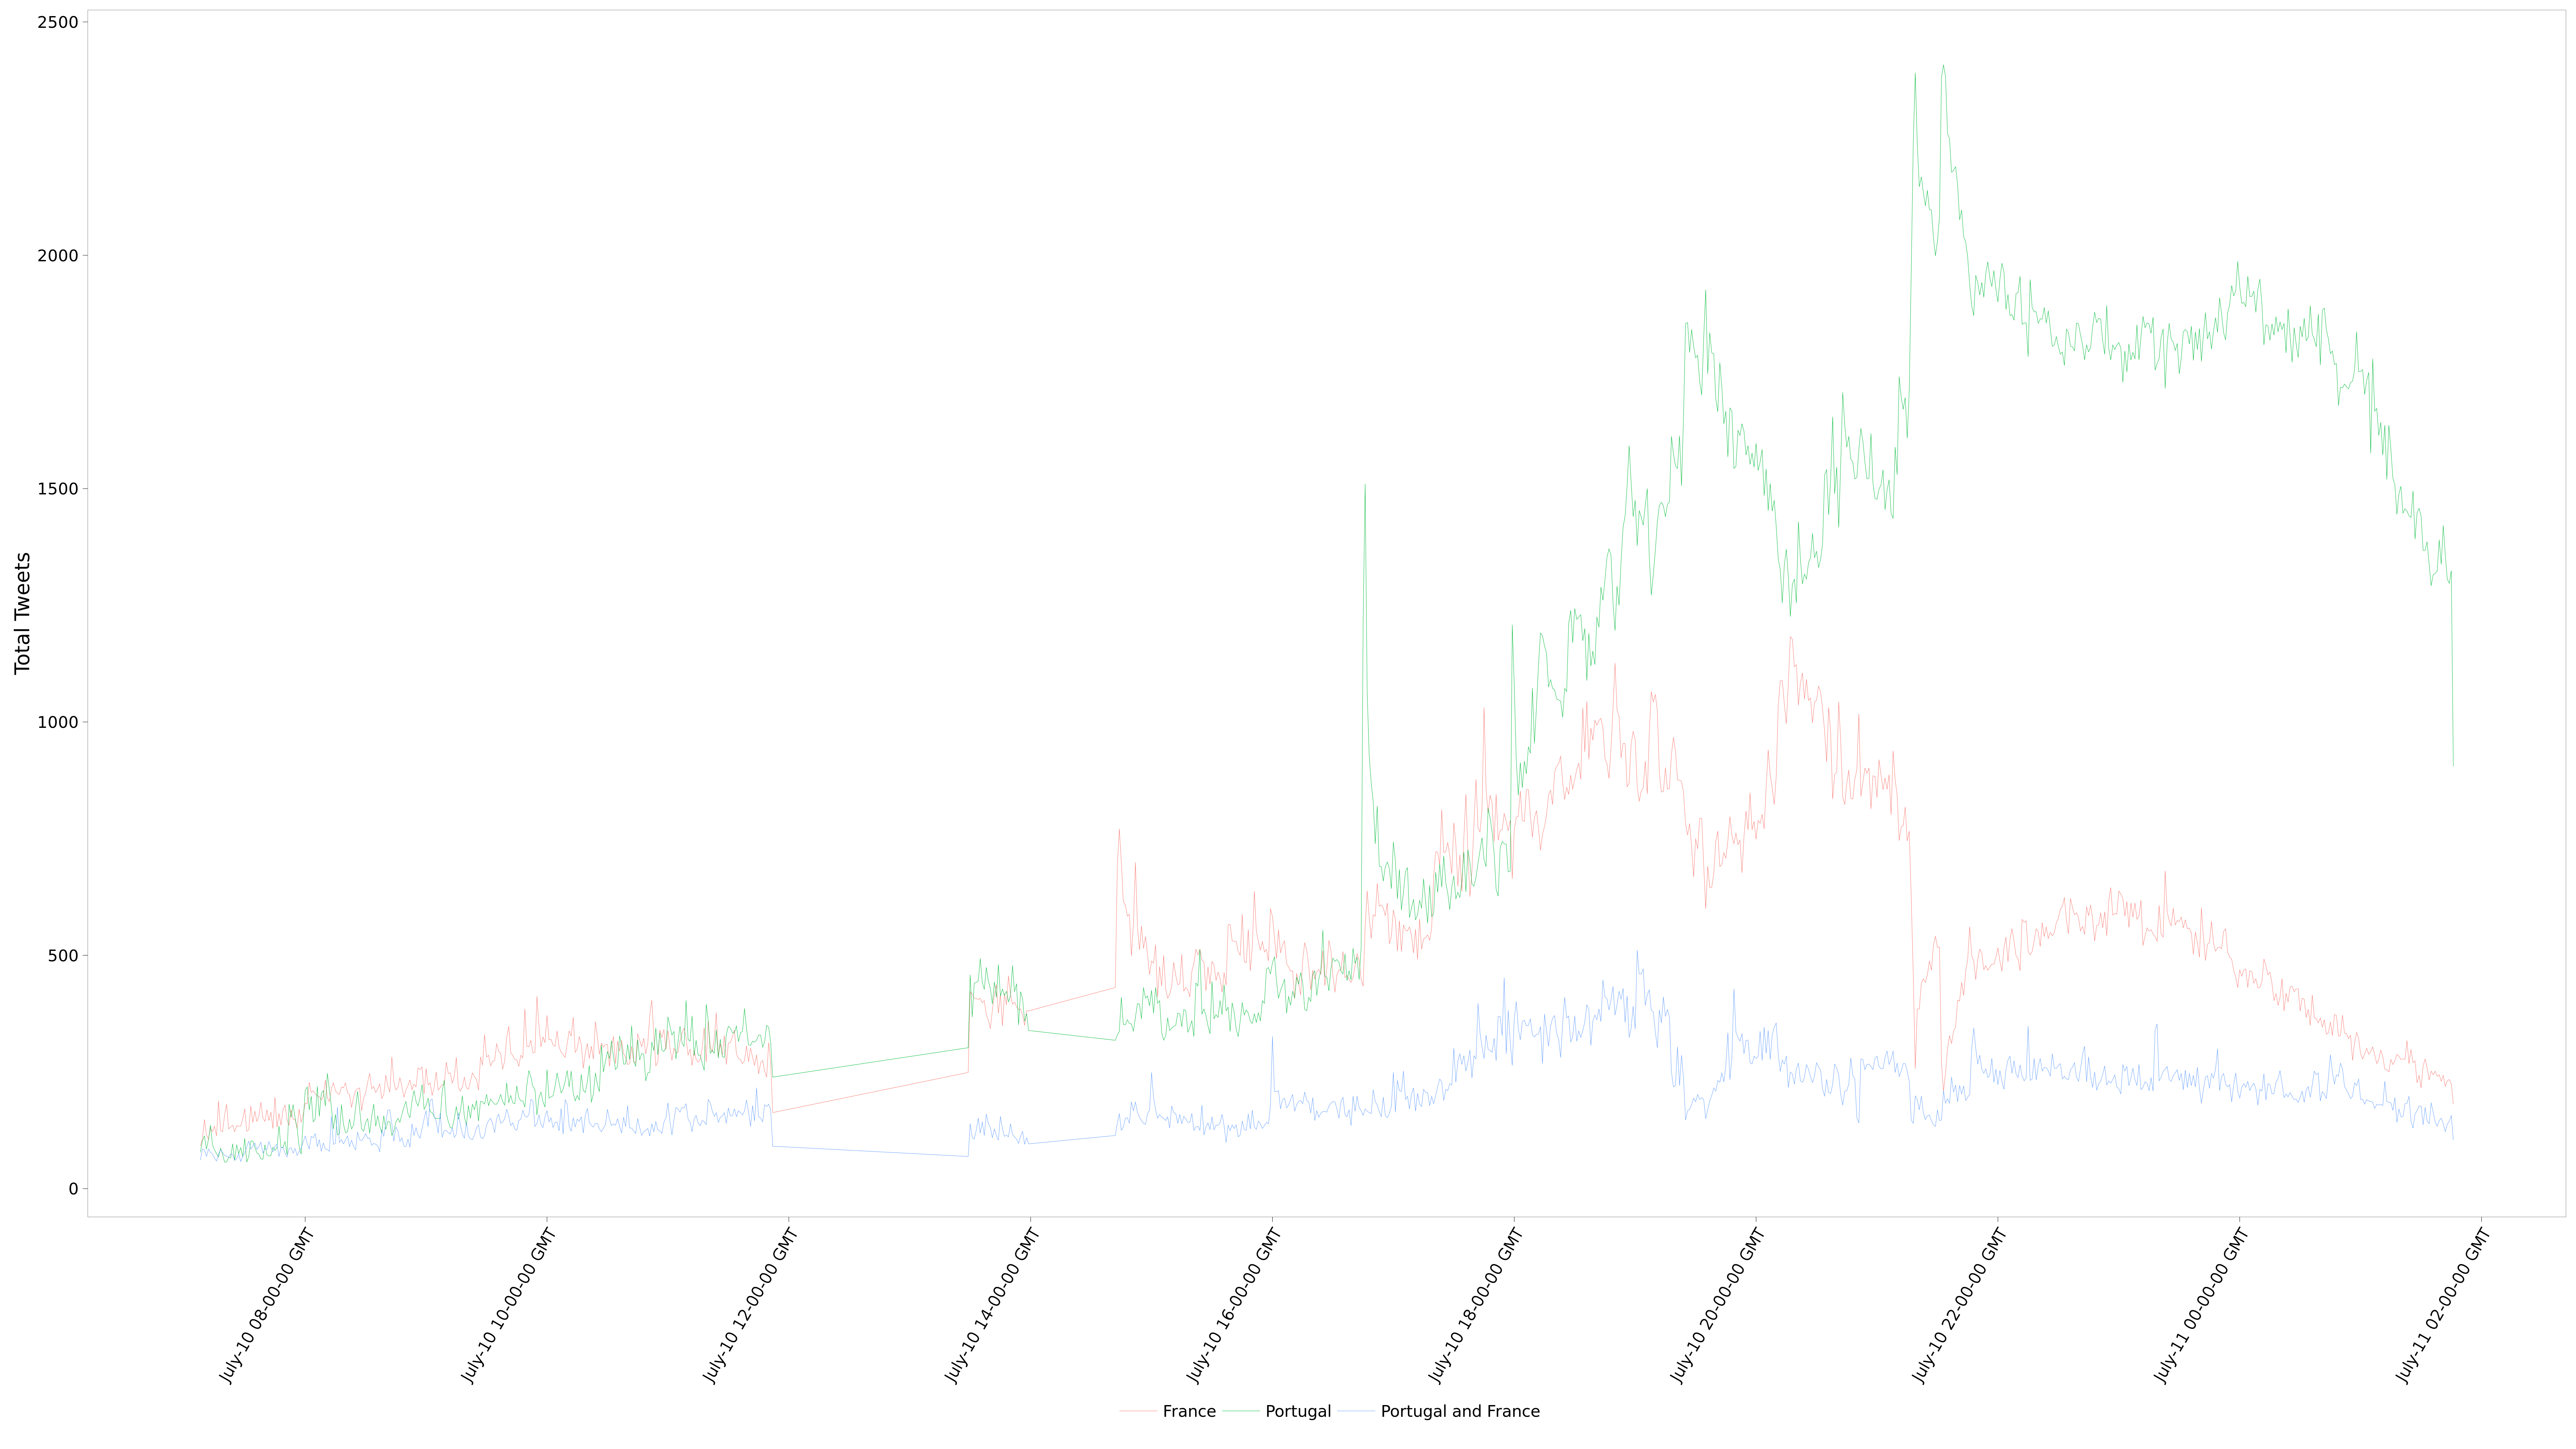 2500
2000
1500
1000
500
0
Total Tweets
July-10 08-00-00 GMT
July-10 10-00-00 GMT
July-10 12-00-00 GMT
July-10 14-00-00 GMT
July-10 16-00-00 GMT
July-10 18-00-00 GMT
July-10 20-00-00 GMT
July-10 22-00-00 GMT
July-11 00-00-00 GMT
July-11 02-00-00 GMT
France Portugal Portugal and France